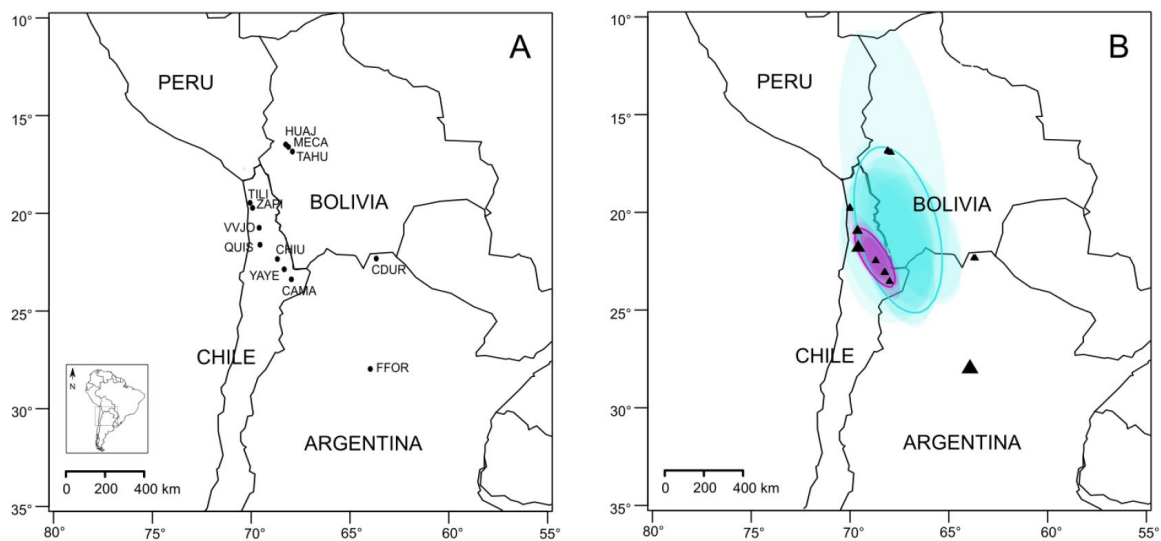 A
10°
15°
20°
25°
30°
35°
PERU
HUAJ
MECA
TAHU
BOLIVIA
TILI
ZAPI
VVJO
QUIS
CHIU
YAYE
CDUR
CAMA
CHILE
FFOR
N
ARGENTINA
0 200 400 km
80° 75° 70° 65° 60° 55°
B
10°
15°
20°
25°
30°
35°
PERU
BOLIVIA
CHILE
ARGENTINA
0 200 400 km
80° 75° 70° 65° 60° 55°